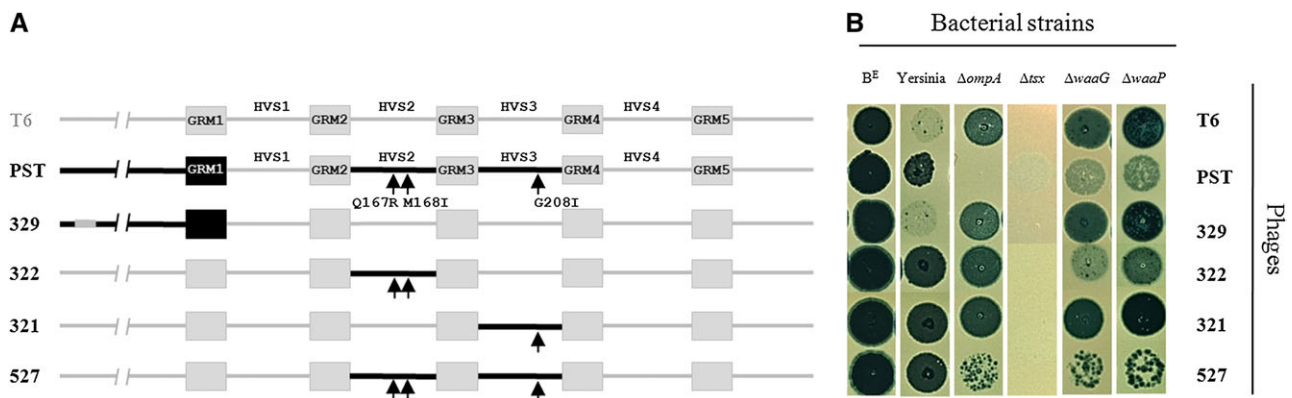 A
T6
GRM1 HVS1 GRM2 HVS2 GRM3 HVS3 GRM4 HVS4 GRM5
PST
GRM1 HVS1 GRM2 HVS2 GRM3 HVS3 GRM4 HVS4 GRM5
Q167R M168I G208I
329
322
321
527
B
Bacterial strains
Bᴱ Yersinia ΔompA Δtsx ΔwaaG ΔwaaP
T6
PST
329
322
321
527
Phages